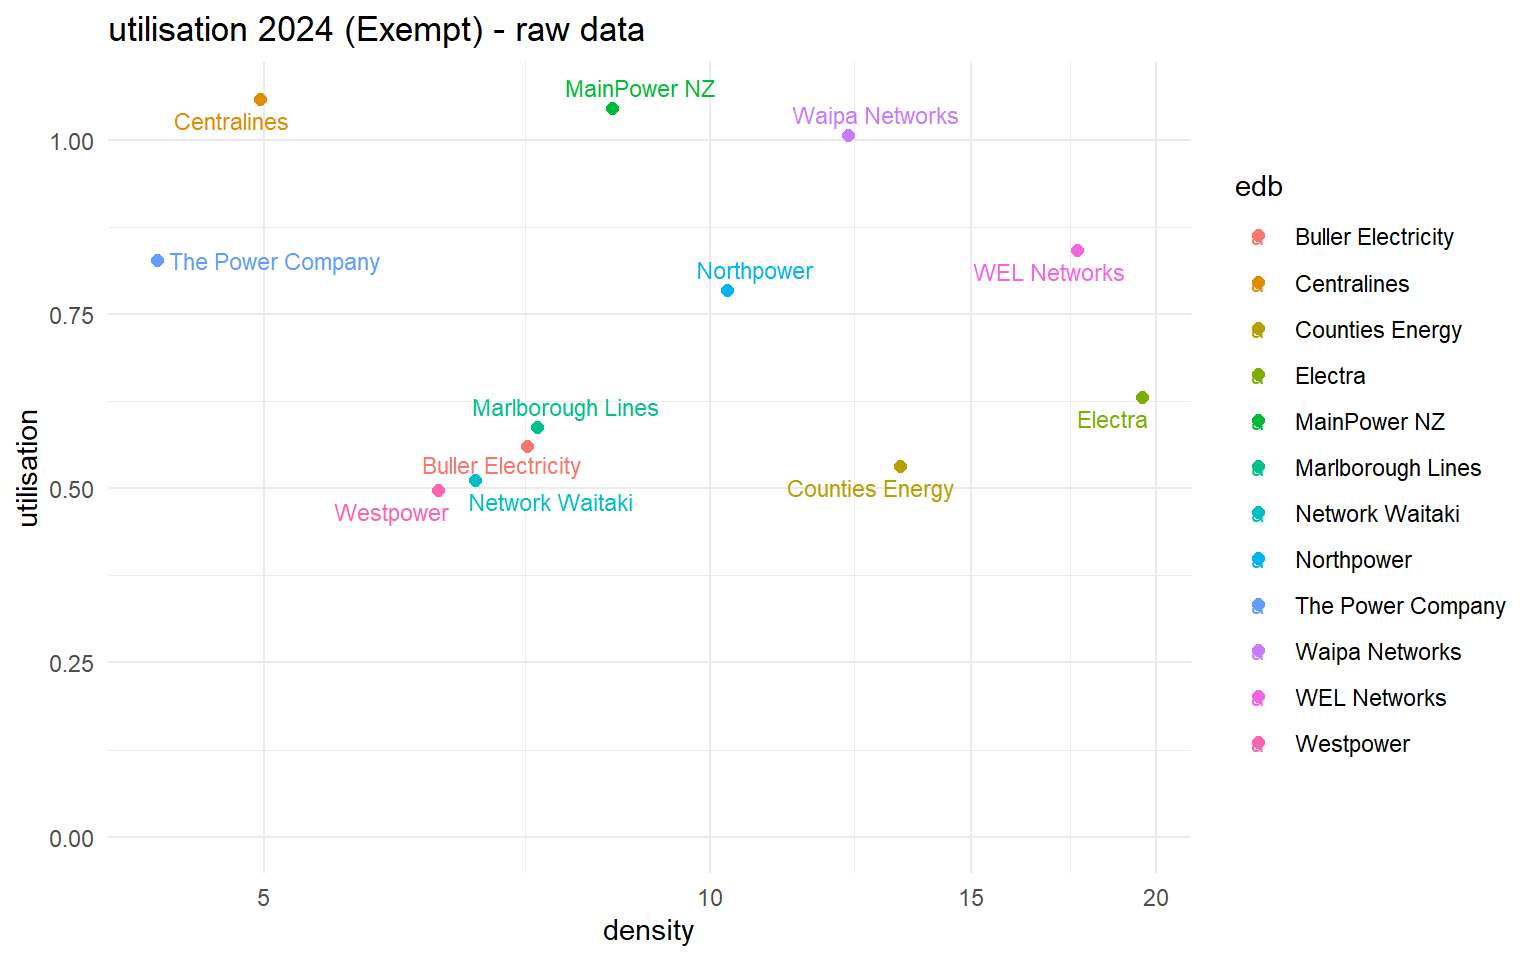 utilisation 2024 (Exempt) - raw data
MainPower NZ
Centralines
Waipa Networks
1.00
The Power Company
Northpower
WEL Networks
0.75
Marlborough Lines
Electra
Buller Electricity
Counties Energy
0.50
Network Waitaki
Westpower
0.25
0.00
utilisation
5
10
15
20
density
edb
a Buller Electricity
a Centralines
a Counties Energy
a Electra
a MainPower NZ
a Marlborough Lines
a Network Waitaki
a Northpower
a The Power Company
a Waipa Networks
a WEL Networks
a Westpower